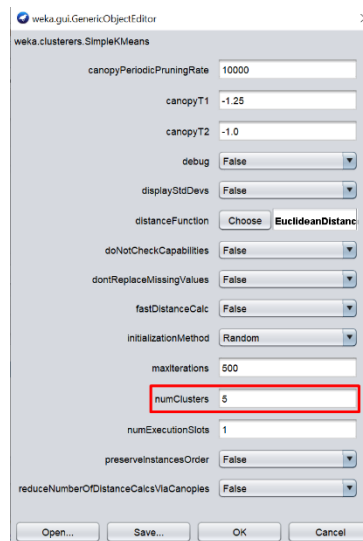 weka.gui.GenericObjectEditor
weka.clusterers.SimpleKMeans
canopyPeriodicPruningRate 10000
canopyT1 -1.25
canopyT2 -1.0
debug False
displayStdDevs False
distanceFunction Choose EuclideanDistanc
doNotCheckCapabilities False
dontReplaceMissingValues False
fastDistanceCalc False
initializationMethod Random
maxIterations 500
numClusters 5
numExecutionSlots 1
preserveInstancesOrder False
reduceNumberOfDistanceCalcsViaCanopies False
Open... Save... OK Cancel